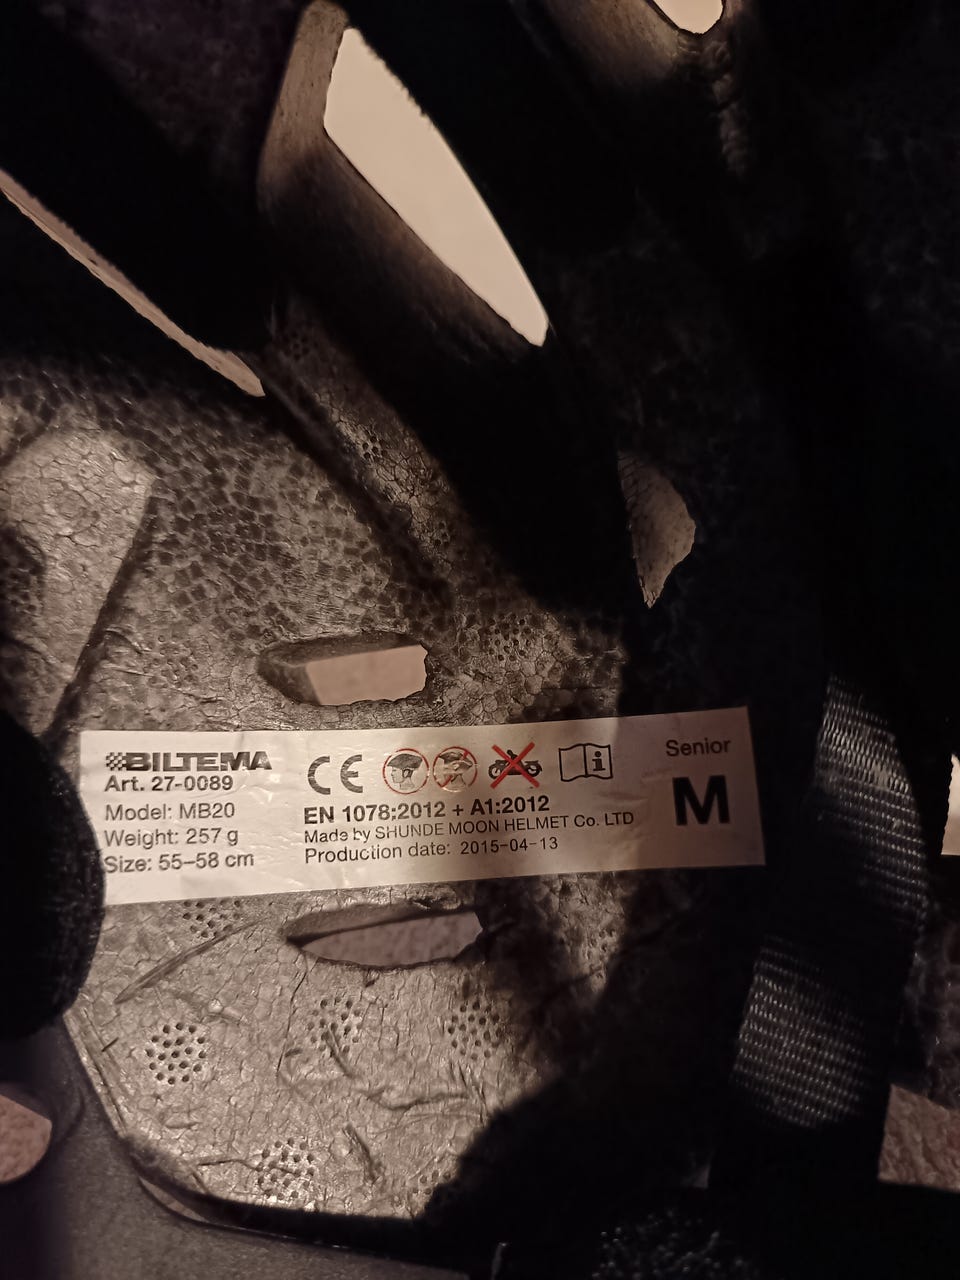 BILTEMA
Art. 27-0089
Model: MB20
Weight: 257 g
Size: 55-58 cm
CE
EN 1078:2012 + A1:2012
Made by SHUNDE MOON HELMET Co. LTD
Production date: 2015-04-13
Senior
M